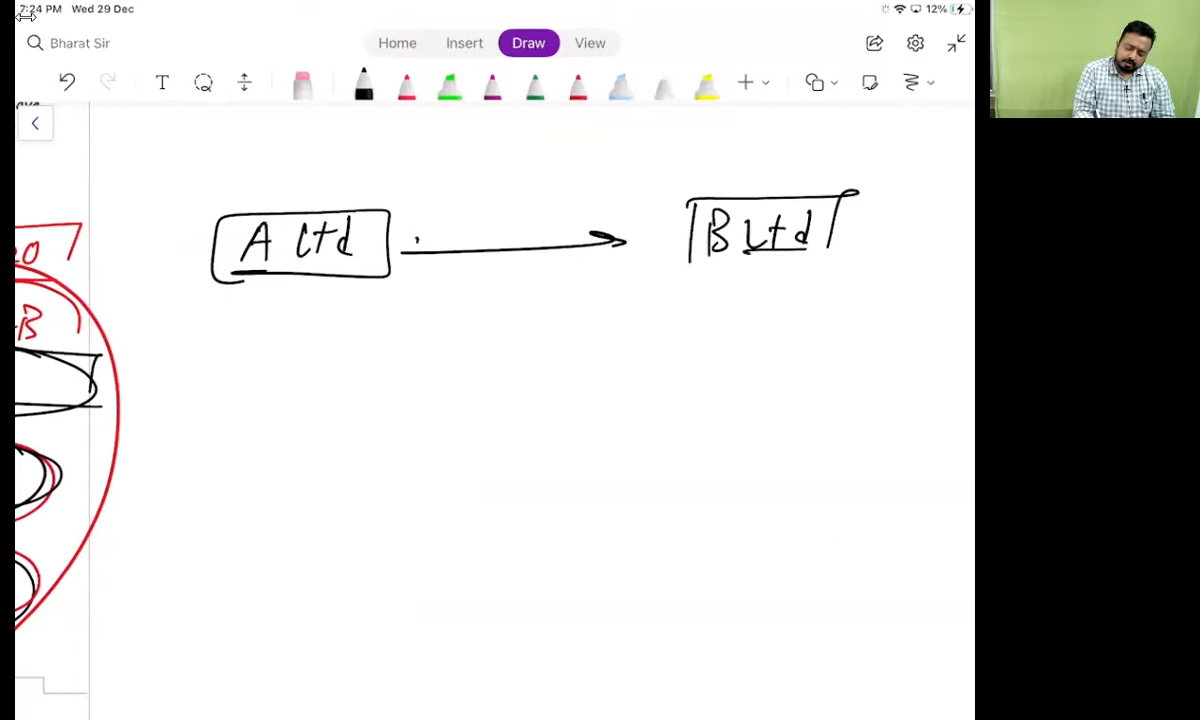 7:24 PM Wed 29 Dec
12%
Bharat Sir
Home Insert Draw View
T
A Ltd
B Ltd
B